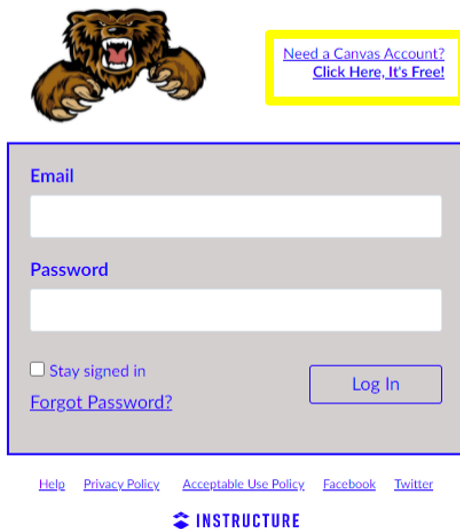 Need a Canvas Account?
Click Here, It's Free!
Email
Password
Stay signed in
Log In
Forgot Password?
Help Privacy Policy Acceptable Use Policy Facebook Twitter
INSTRUCTURE